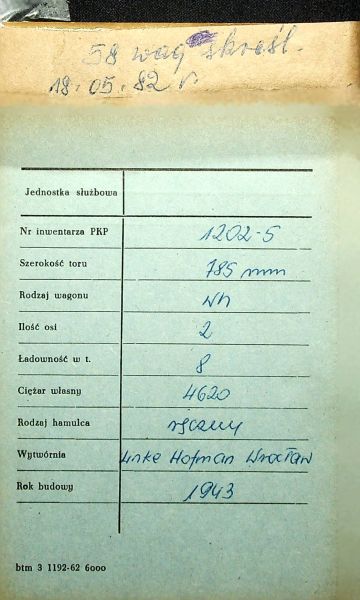 58 wag skreśl.
18.05.82 r
Jednostka służbowa
Nr inwentarza PKP 1202-5
Szerokość toru 785 mm
Rodzaj wagonu Wh
Ilość osi 2
Ładowność w t. 8
Ciężar własny 4620
Rodzaj hamulca ręczny
Wytwórnia Linke Hofman Wrocław
Rok budowy 1943
btm 3 1192-62 6000